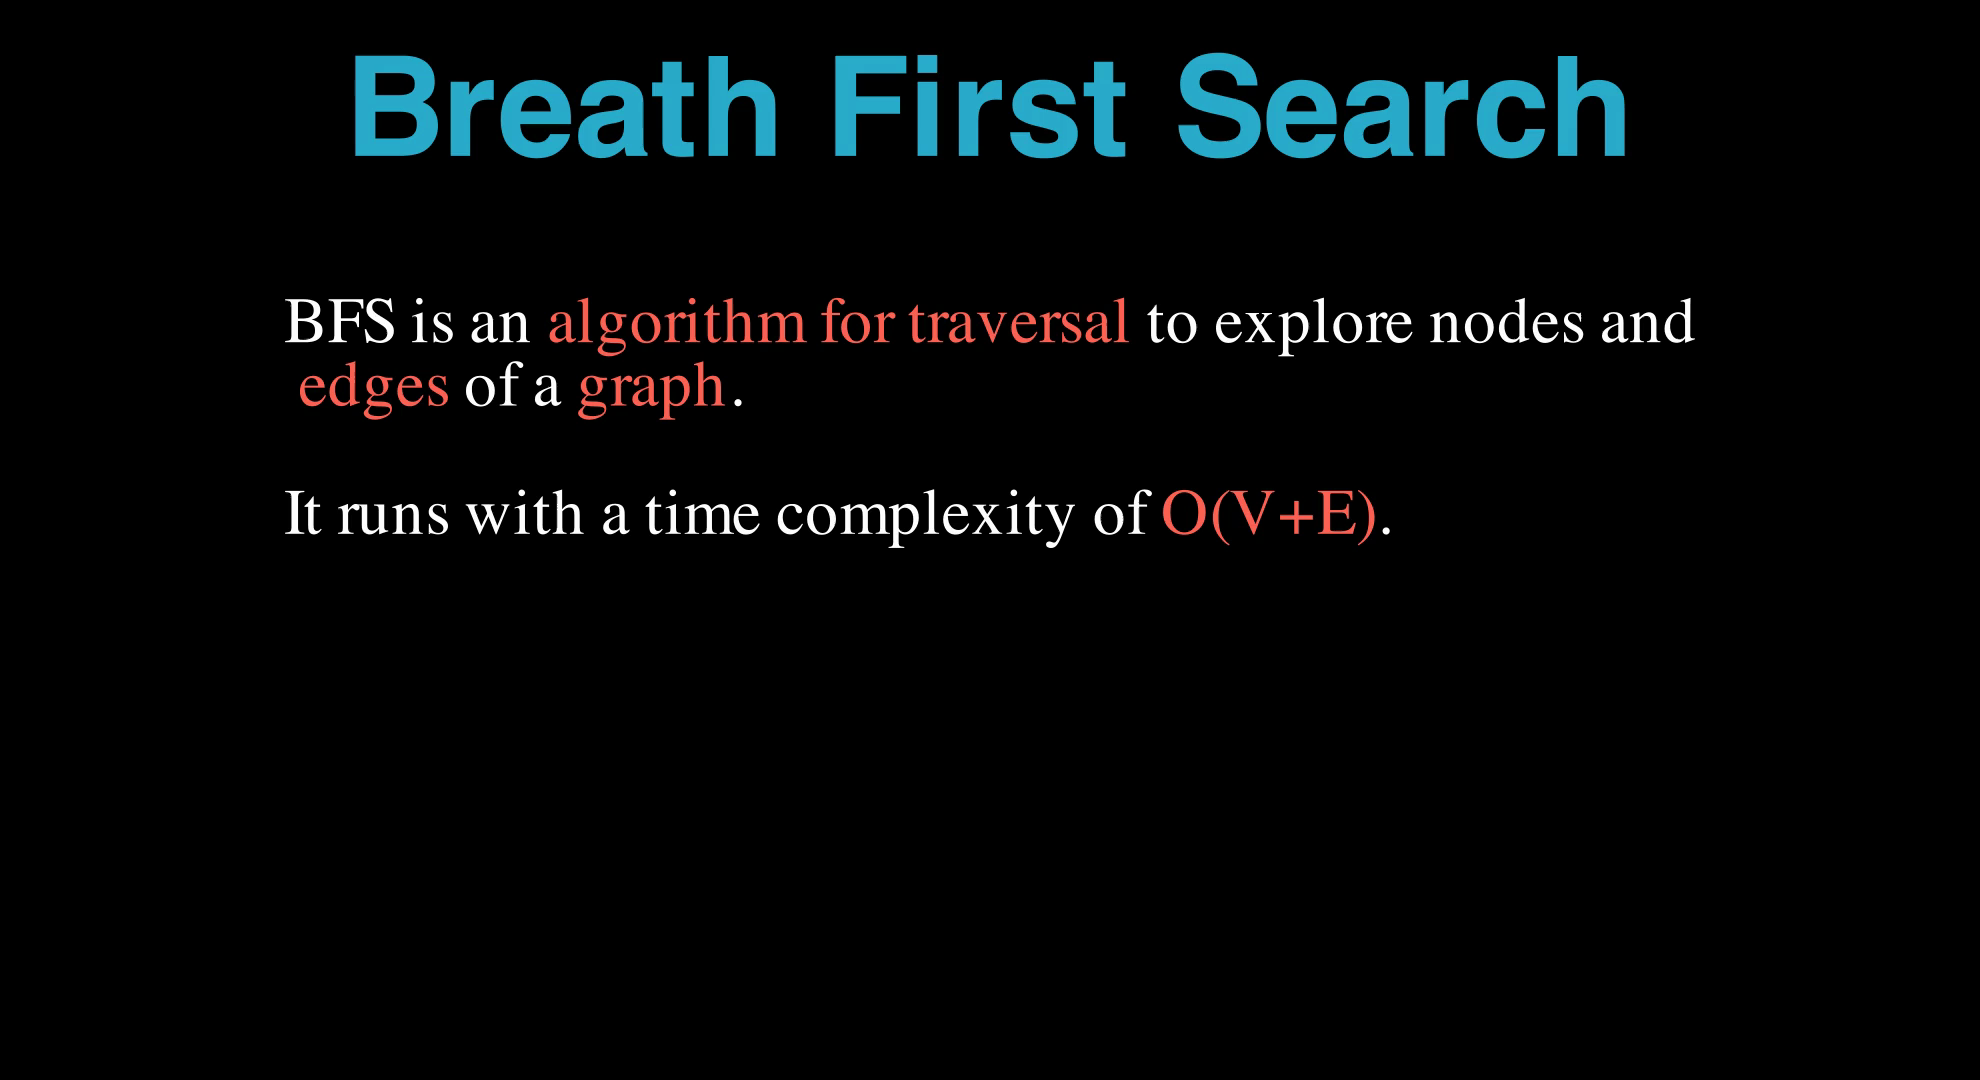 Breath First Search
BFS is an algorithm for traversal to explore nodes and
edges of a graph.
It runs with a time complexity of O(V+E).